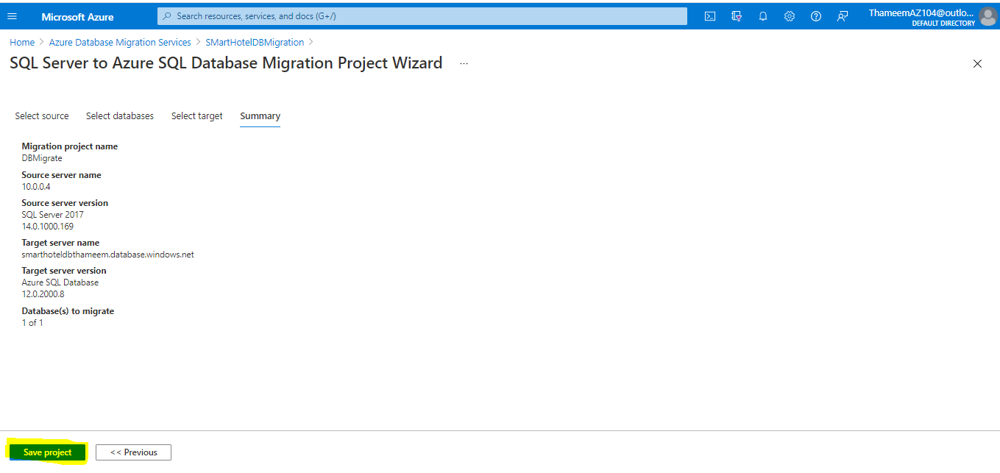 Microsoft Azure
Search resources, services, and docs (G+/)
ThameemAZ104@outlo...
DEFAULT DIRECTORY
Home > Azure Database Migration Services > SMartHotelDBMigration >
SQL Server to Azure SQL Database Migration Project Wizard ...
Select source Select databases Select target Summary
Migration project name
DBMigrate
Source server name
10.0.0.4
Source server version
SQL Server 2017
14.0.1000.169
Target server name
smarthoteldbthameem.database.windows.net
Target server version
Azure SQL Database
12.0.2000.8
Database(s) to migrate
1 of 1
Save project << Previous